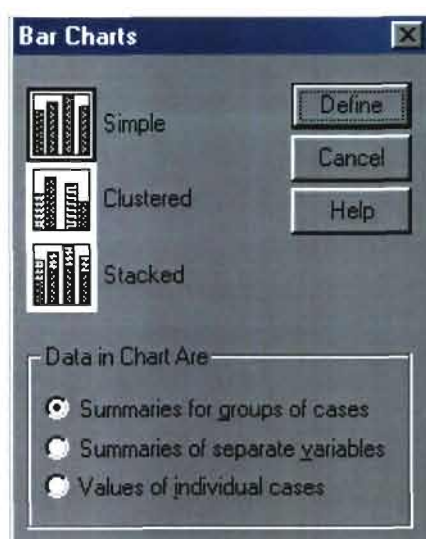 Bar Charts
Simple
Define
Cancel
Clustered
Help
Stacked
Data in Chart Are
Summaries for groups of cases
Summaries of separate variables
Values of individual cases